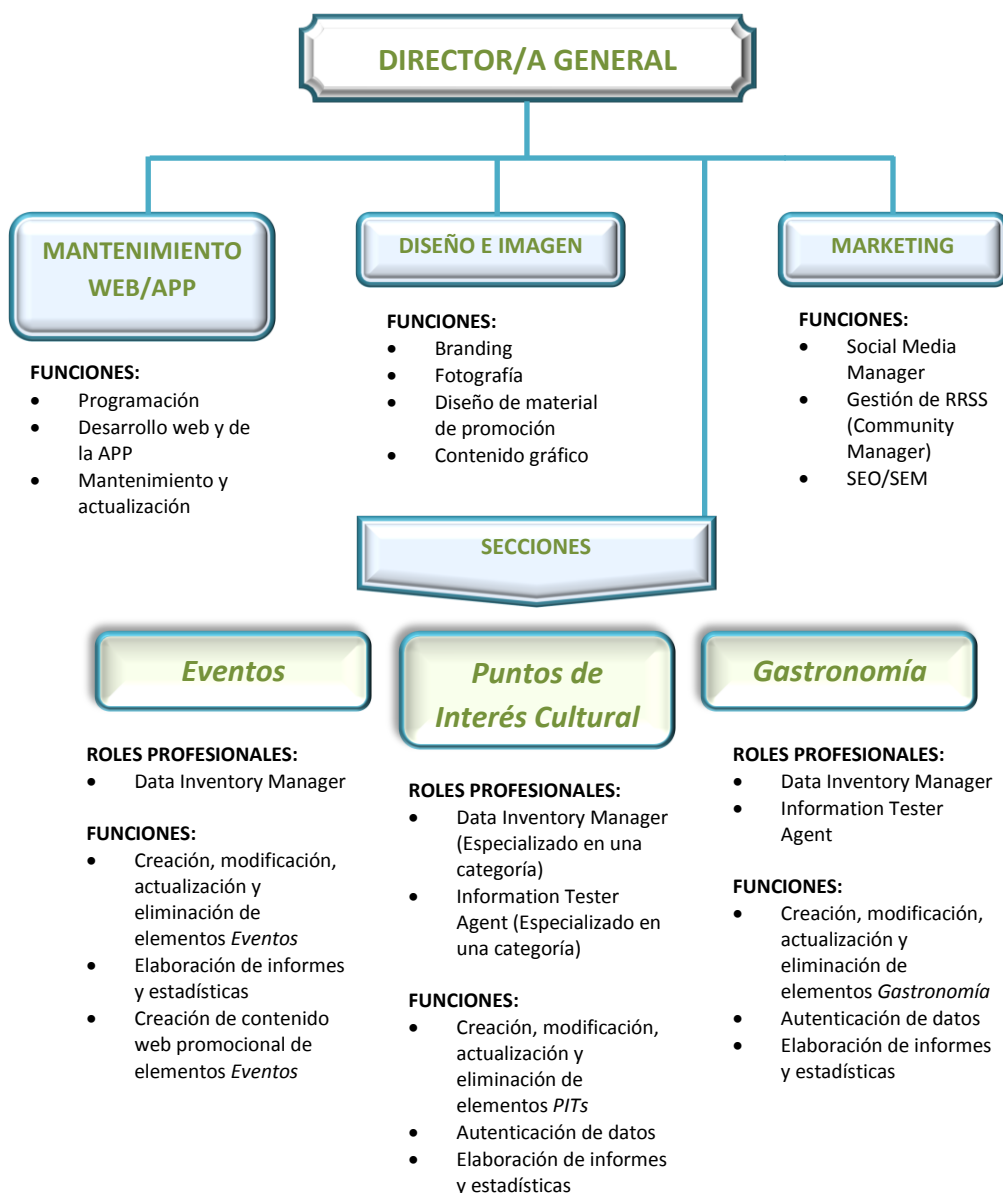 DIRECTOR/A GENERAL
MANTENIMIENTO
WEB/APP
FUNCIONES:
• Programación
• Desarrollo web y de
la APP
• Mantenimiento y
actualización
DISEÑO E IMAGEN
FUNCIONES:
• Branding
• Fotografía
• Diseño de material
de promoción
• Contenido gráfico
MARKETING
FUNCIONES:
• Social Media
Manager
• Gestión de RRSS
(Community
Manager)
• SEO/SEM
SECCIONES
Eventos
ROLES PROFESIONALES:
• Data Inventory Manager
FUNCIONES:
• Creación, modificación,
actualización y
eliminación de
elementos Eventos
• Elaboración de informes
y estadísticas
• Creación de contenido
web promocional de
elementos Eventos
Puntos de
Interés Cultural
ROLES PROFESIONALES:
• Data Inventory Manager
(Especializado en una
categoría)
• Information Tester
Agent (Especializado en
una categoría)
FUNCIONES:
• Creación, modificación,
actualización y
eliminación de
elementos PITs
• Autenticación de datos
• Elaboración de informes
y estadísticas
Gastronomía
ROLES PROFESIONALES:
• Data Inventory Manager
• Information Tester
Agent
FUNCIONES:
• Creación, modificación,
actualización y
eliminación de
elementos Gastronomía
• Autenticación de datos
• Elaboración de informes
y estadísticas